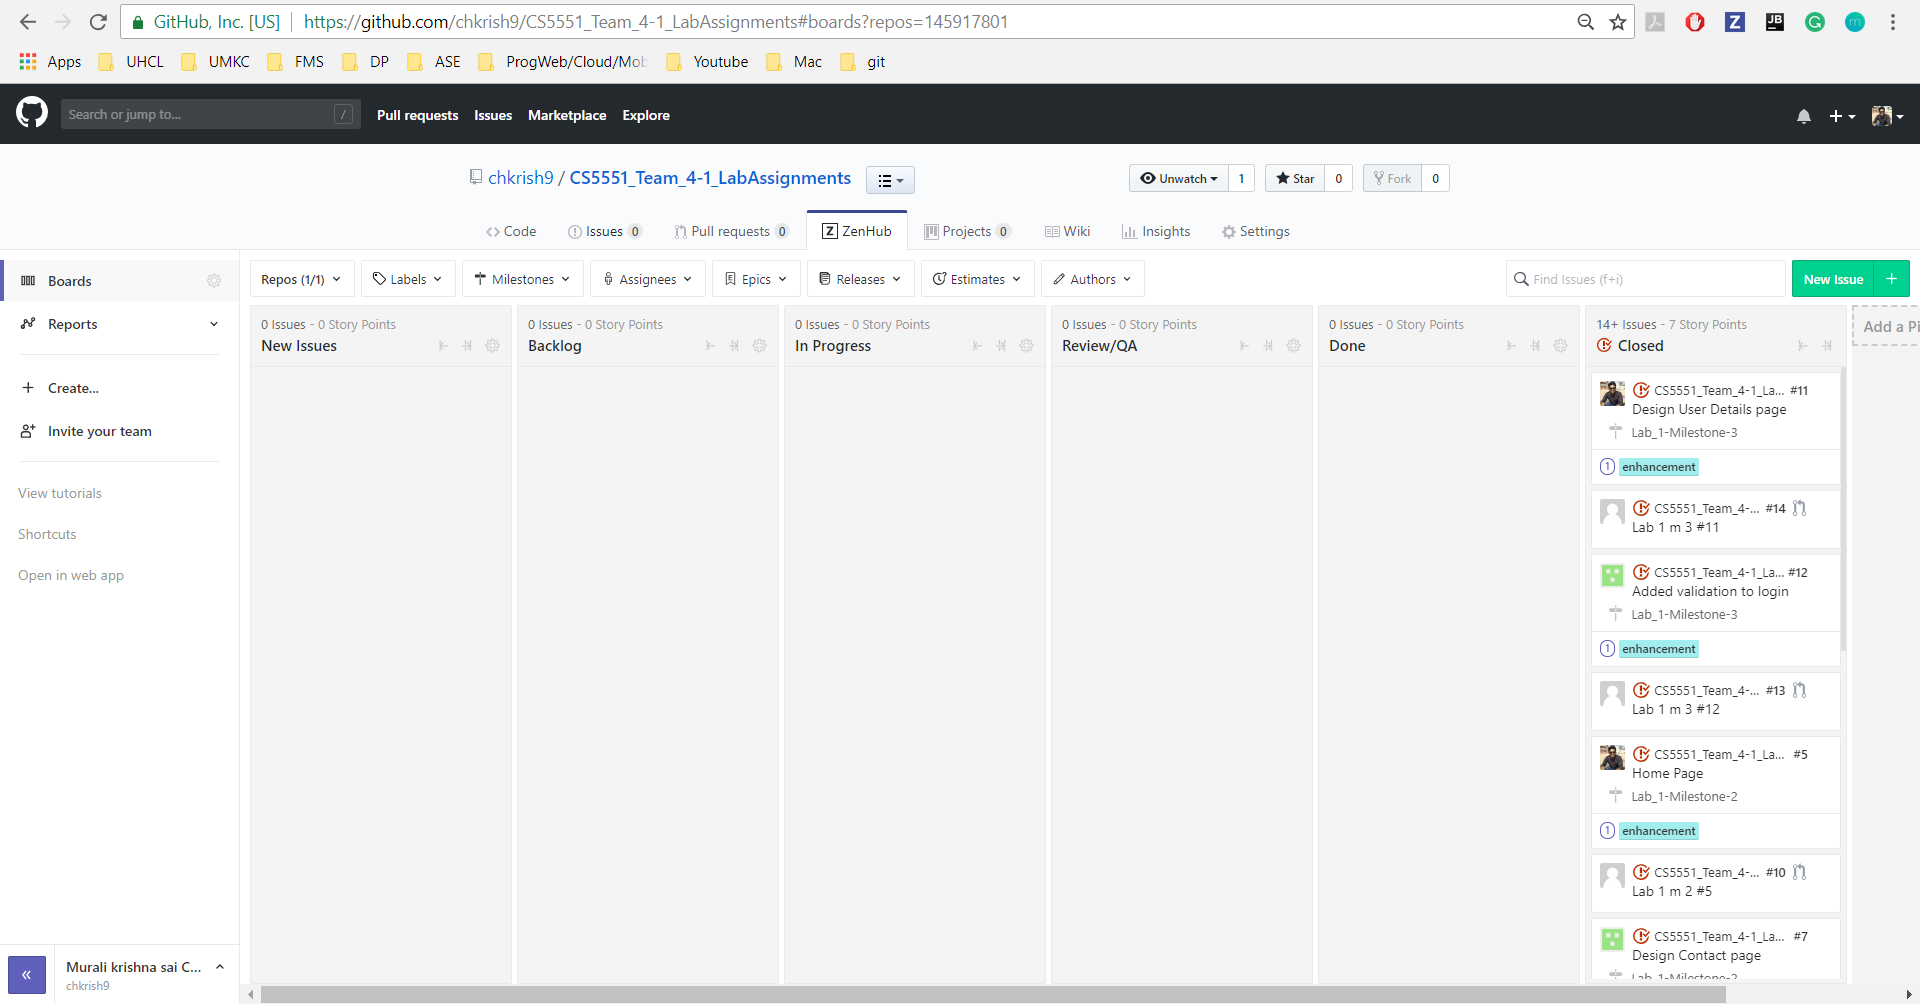 GitHub, Inc. [US] https://github.com/chkrish9/CS5551_Team_4-1_LabAssignments#boards?repos=145917801
Apps UHCL UMKC FMS DP ASE ProgWeb/Cloud/Mob Youtube Mac git
Search or jump to... / Pull requests Issues Marketplace Explore
chkrish9 / CS5551_Team_4-1_LabAssignments Unwatch 1 Star 0 Fork 0
Code Issues 0 Pull requests 0 ZenHub Projects 0 Wiki Insights Settings
Boards
Reports
Create...
Invite your team
View tutorials
Shortcuts
Open in web app
Murali krishna sai C...
chkrish9
Repos (1/1) Labels Milestones Assignees Epics Releases Estimates Authors Find Issues (f+i) New Issue +
0 Issues - 0 Story Points
New Issues
0 Issues - 0 Story Points
Backlog
0 Issues - 0 Story Points
In Progress
0 Issues - 0 Story Points
Review/QA
0 Issues - 0 Story Points
Done
14+ Issues - 7 Story Points
Closed
Add a Pi
CS5551_Team_4-1_La... #11
Design User Details page
Lab_1-Milestone-3
1 enhancement
CS5551_Team_4-... #14
Lab 1 m 3 #11
CS5551_Team_4-1_La... #12
Added validation to login
Lab_1-Milestone-3
1 enhancement
CS5551_Team_4-... #13
Lab 1 m 3 #12
CS5551_Team_4-1_La... #5
Home Page
Lab_1-Milestone-2
1 enhancement
CS5551_Team_4-... #10
Lab 1 m 2 #5
CS5551_Team_4-1_La... #7
Design Contact page
Lab_1-Milestone-2